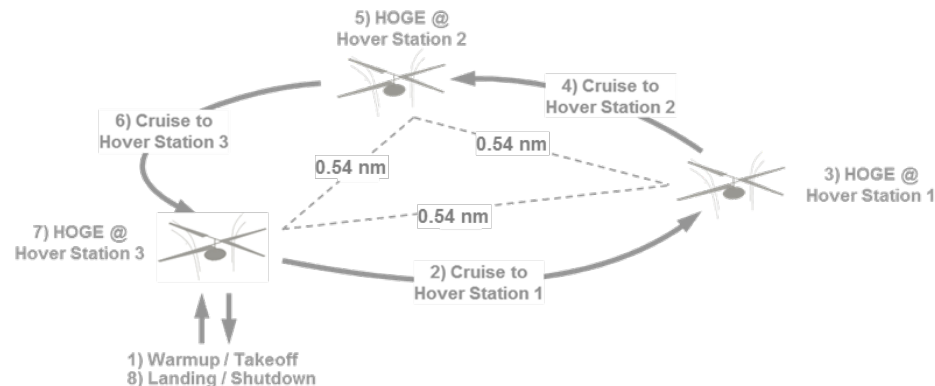 5) HOGE @
Hover Station 2
4) Cruise to
Hover Station 2
6) Cruise to
Hover Station 3
0.54 nm
0.54 nm
3) HOGE @
Hover Station 1
0.54 nm
7) HOGE @
Hover Station 3
2) Cruise to
Hover Station 1
1) Warmup / Takeoff
8) Landing / Shutdown